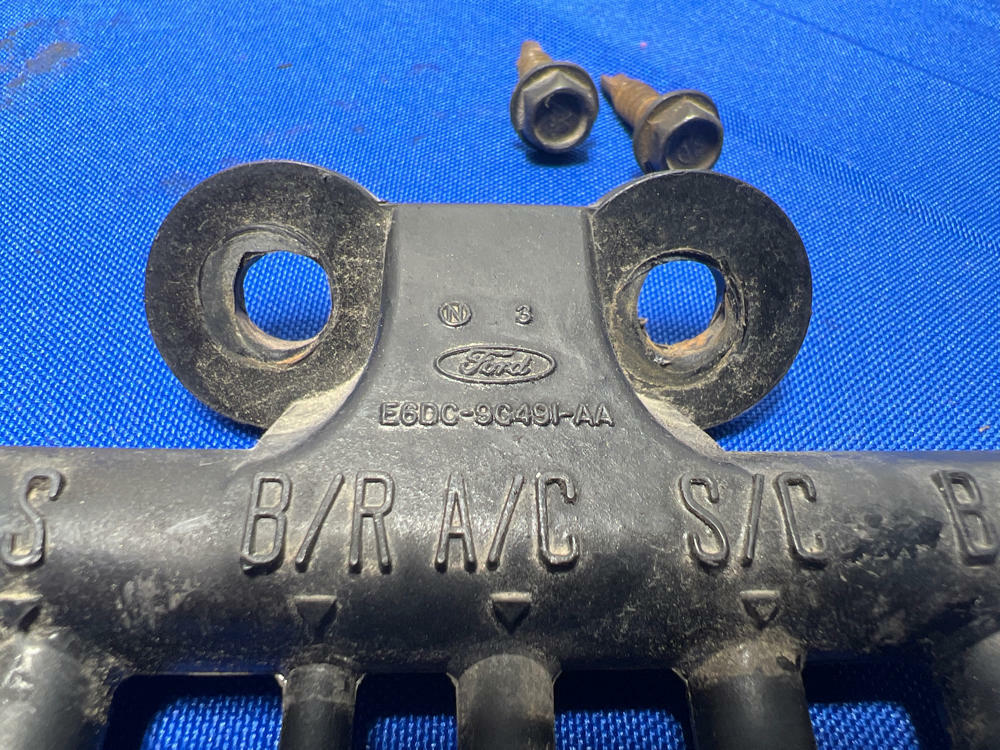 N 3
Ford
E6DC-9C491-AA
S B/R A/C S/C B